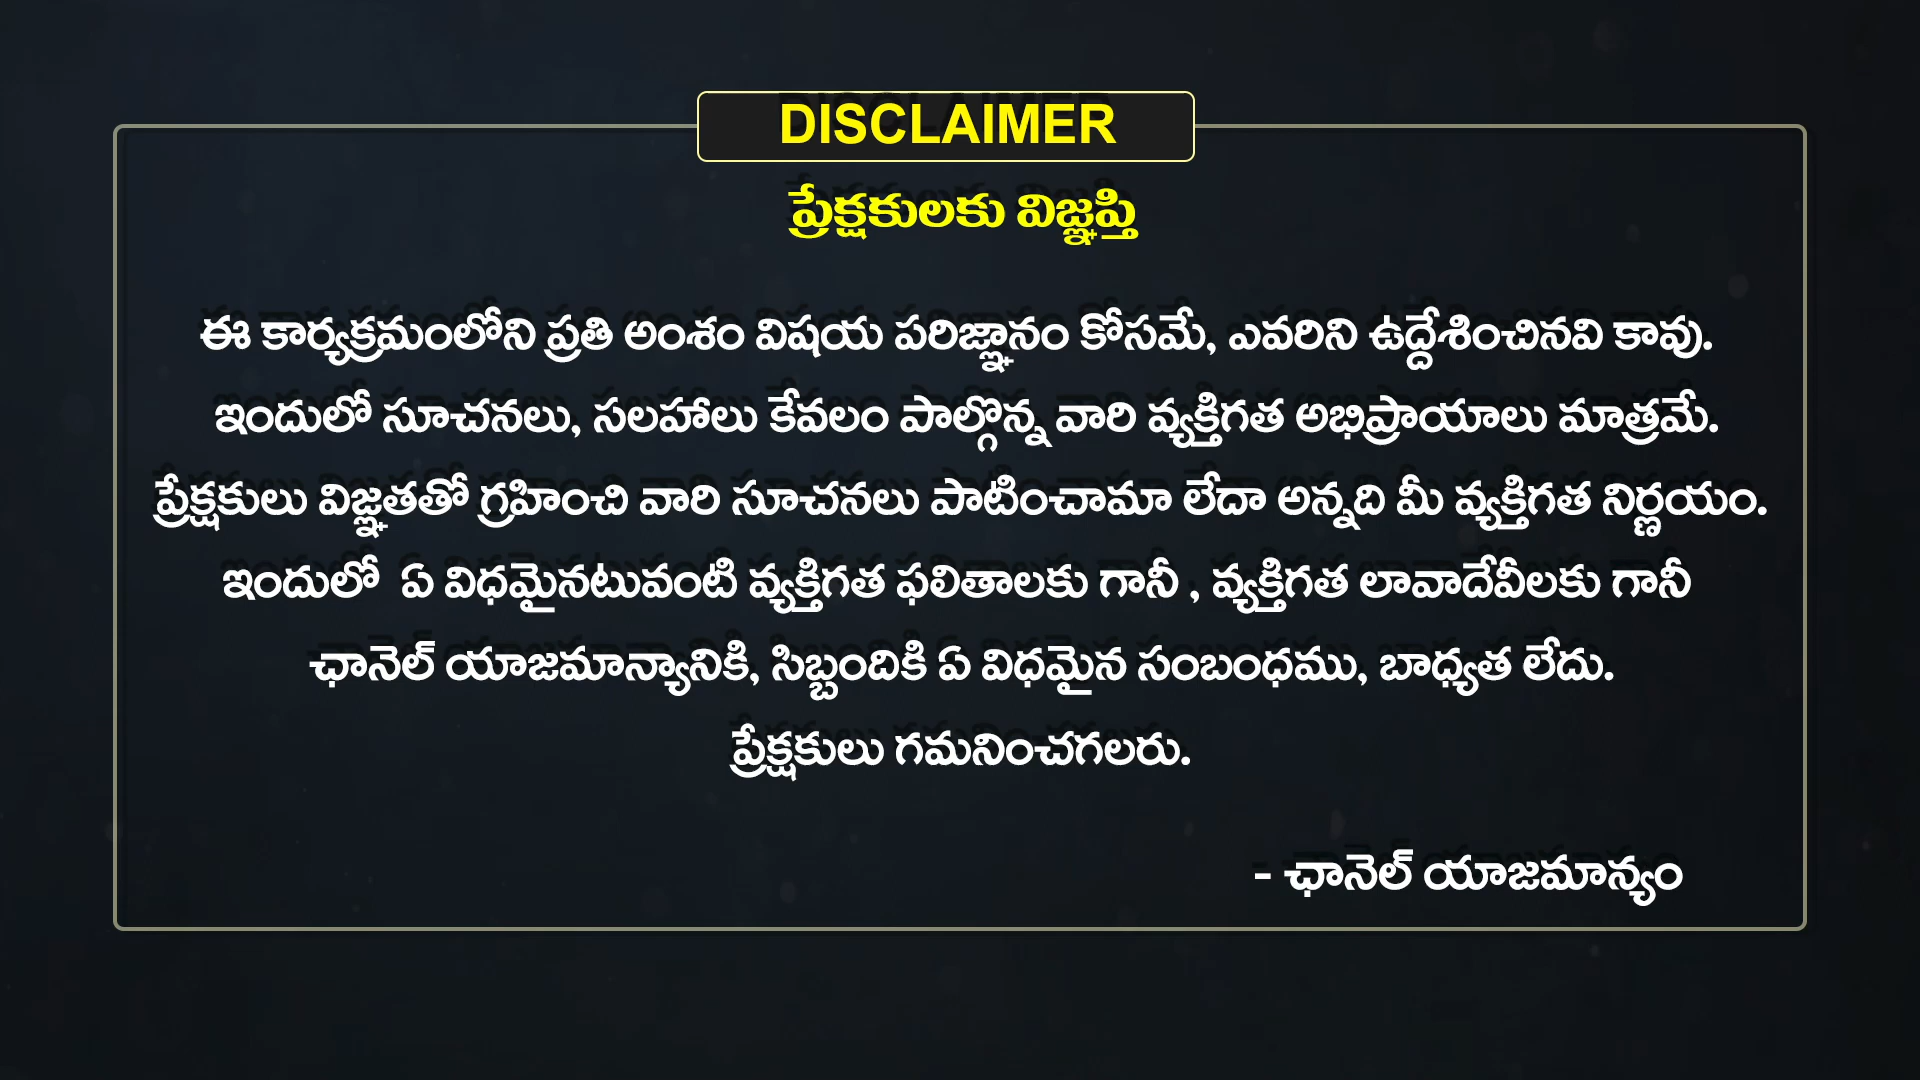 DISCLAIMER
ప్రేక్షకులకు విజ్ఞప్తి
ఈ కార్యక్రమంలోని ప్రతి అంశం విషయ పరిజ్ఞానం కోసమే, ఎవరిని ఉద్దేశించినవి కావు.
ఇందులో సూచనలు, సలహాలు కేవలం పాల్గొన్న వారి వ్యక్తిగత అభిప్రాయాలు మాత్రమే.
ప్రేక్షకులు విజ్ఞతతో గ్రహించి వారి సూచనలు పాటించామా లేదా అన్నది మీ వ్యక్తిగత నిర్ణయం.
ఇందులో ఏ విధమైనటువంటి వ్యక్తిగత ఫలితాలకు గానీ , వ్యక్తిగత లావాదేవీలకు గానీ
ఛానెల్ యాజమాన్యానికి, సిబ్బందికి ఏ విధమైన సంబంధము, బాధ్యత లేదు.
ప్రేక్షకులు గమనించగలరు.
- ఛానెల్ యాజమాన్యం